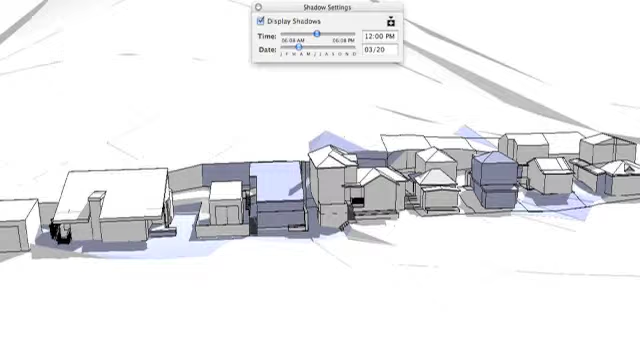 Shadow Settings
Display Shadows
Time:
12:00 PM
06:08 AM
06:08 PM
Date:
03/20
J F M A M J J A S O N D